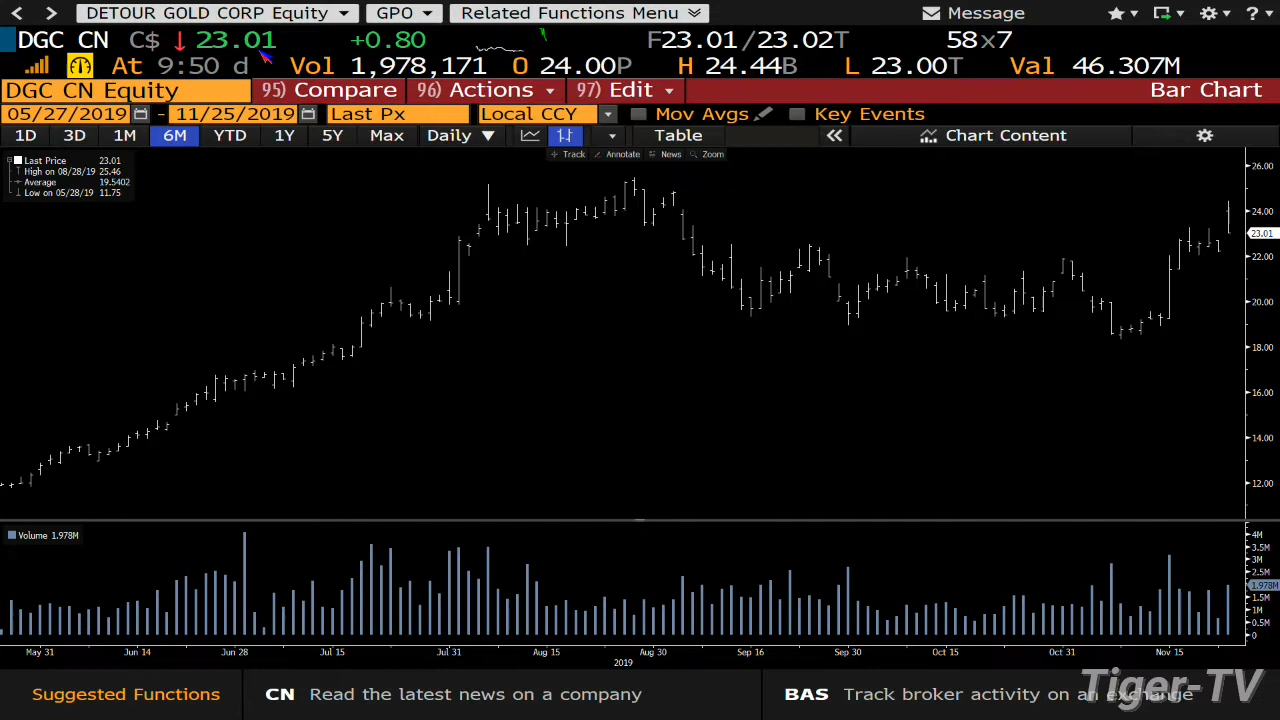 DETOUR GOLD CORP Equity GPO Related Functions Menu Message
DGC CN C$ 23.01 +0.80 F23.01/23.02T 58x7
At 9:50 d Vol 1,978,171 O 24.00P H 24.44B L 23.00T Val 46.307M
DGC CN Equity 95) Compare 96) Actions 97) Edit Bar Chart
05/27/2019 - 11/25/2019 Last Px Local CCY Mov Avgs Key Events
1D 3D 1M 6M YTD 1Y 5Y Max Daily Table Chart Content
Track Annotate News Zoom
Last Price 23.01
High on 08/28/19 25.46
Average 19.5402
Low on 05/28/19 11.75
26.00
24.00
23.01
22.00
20.00
18.00
16.00
14.00
12.00
Volume 1.978M
4M
3.5M
3M
2.5M
1.978M
1.5M
1M
0.5M
0
May 31 Jun 14 Jun 28 Jul 15 Jul 31 Aug 15 Aug 30 Sep 16 Sep 30 Oct 15 Oct 31 Nov 15
2019
Suggested Functions CN Read the latest news on a company BAS Track broker activity on an exchange
Tiger-TV